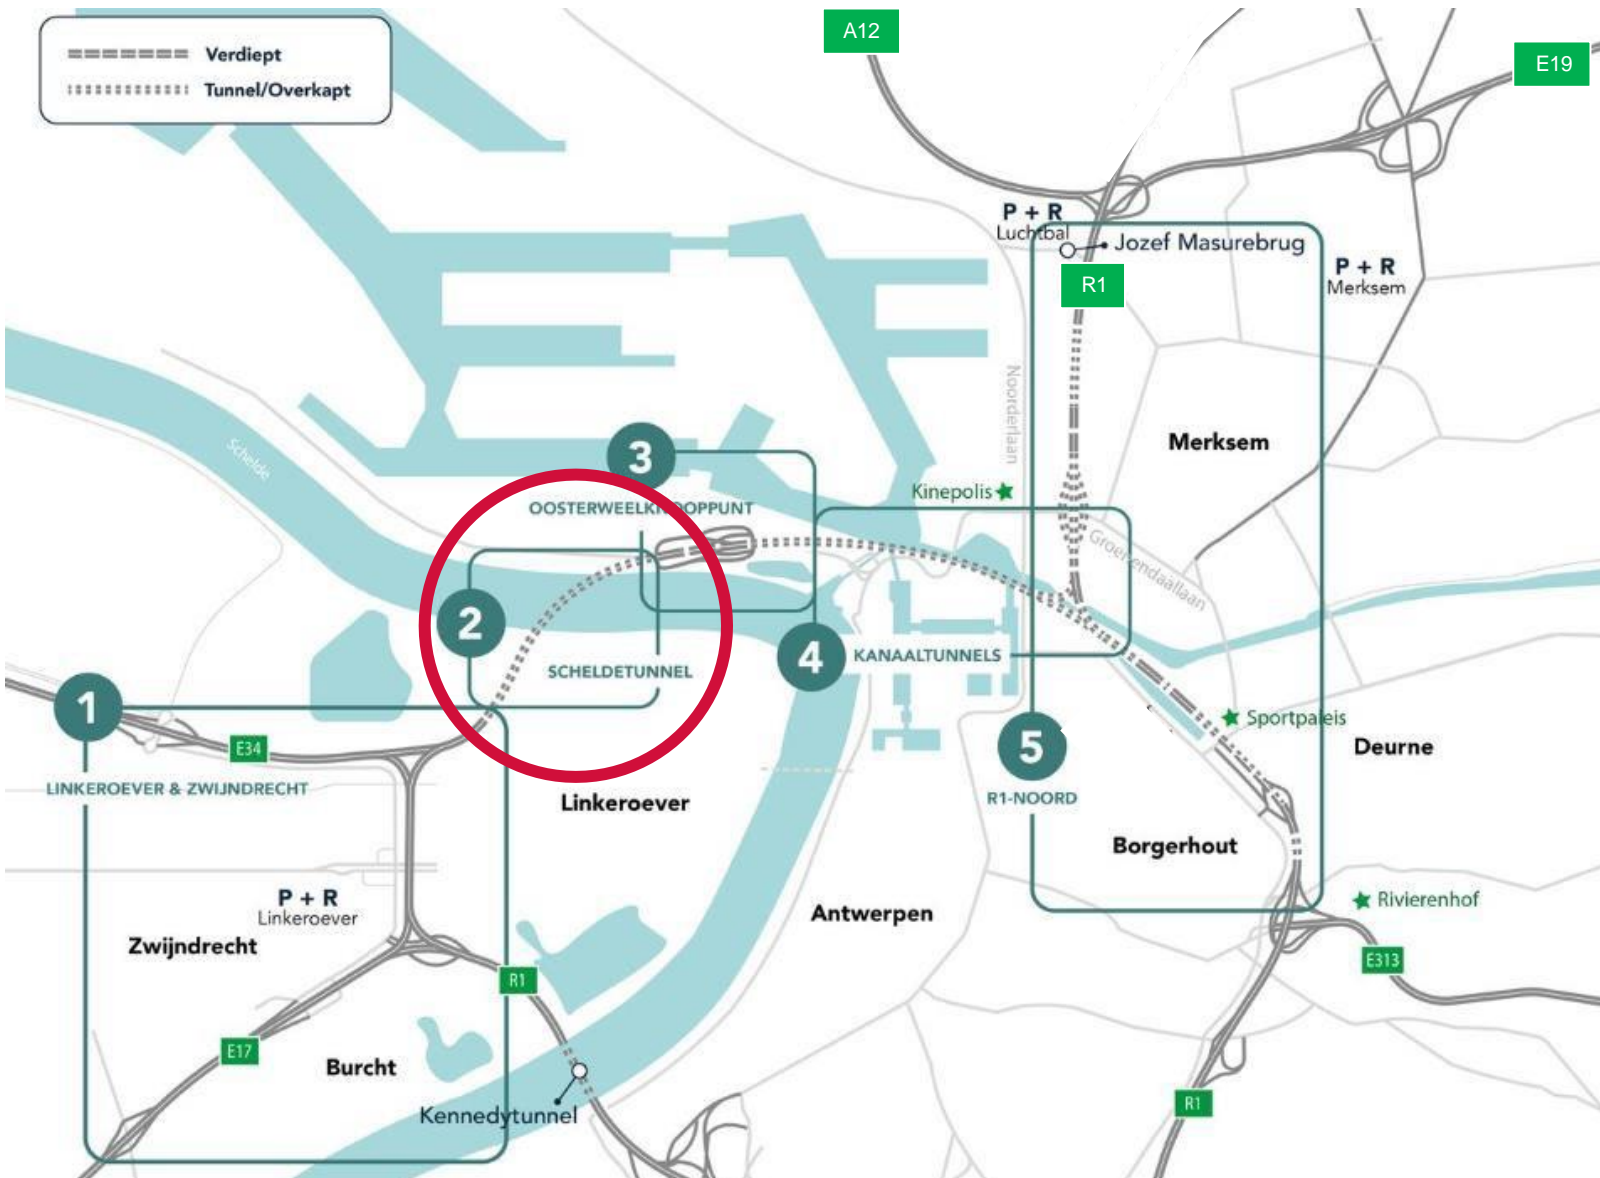 Verdiept
Tunnel/Overkapt
A12
E19
P + R
Luchtbal
Jozef Masurebrug
R1
P + R
Merksem
Noorderlaan
Merksem
Schelde
3
Kinepolis
OOSTERWEELKNOOPPUNT
Groenendaallaan
2
4
KANAALTUNNELS
SCHELDETUNNEL
1
E34
Sportpaleis
5
Deurne
LINKEROEVER & ZWIJNDRECHT
Linkeroever
R1-NOORD
Borgerhout
P + R
Linkeroever
Rivierenhof
Antwerpen
Zwijndrecht
E313
R1
E17
Burcht
Kennedytunnel
R1